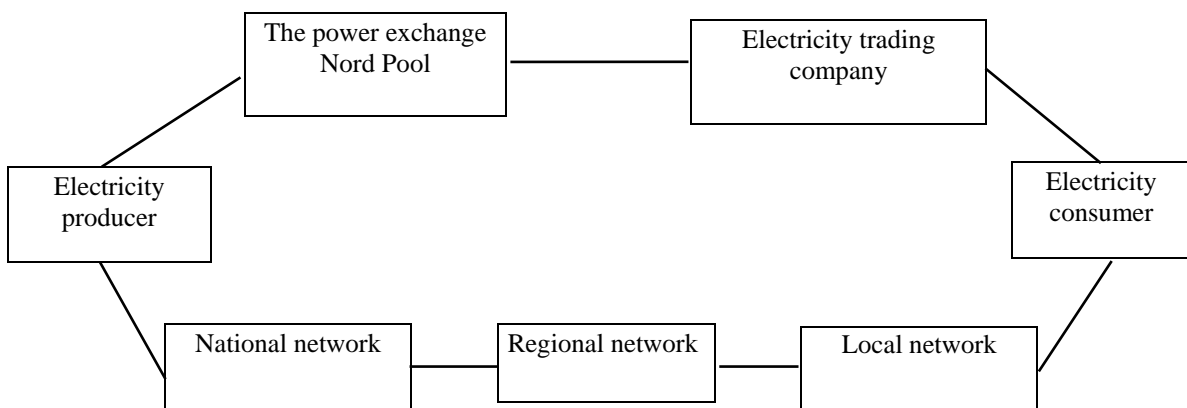 The power exchange
Nord Pool
Electricity trading
company
Electricity
producer
Electricity
consumer
National network
Regional network
Local network